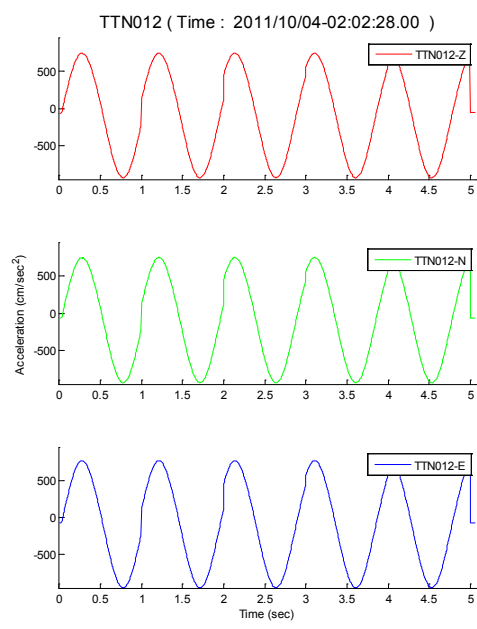 TTN012 ( Time : 2011/10/04-02:02:28.00 )
TTN012-Z
500
0
-500
0 0.5 1 1.5 2 2.5 3 3.5 4 4.5 5
TTN012-N
500
0
-500
Acceleration (cm/sec²)
0 0.5 1 1.5 2 2.5 3 3.5 4 4.5 5
TTN012-E
500
0
-500
0 0.5 1 1.5 2 2.5 3 3.5 4 4.5 5
Time (sec)